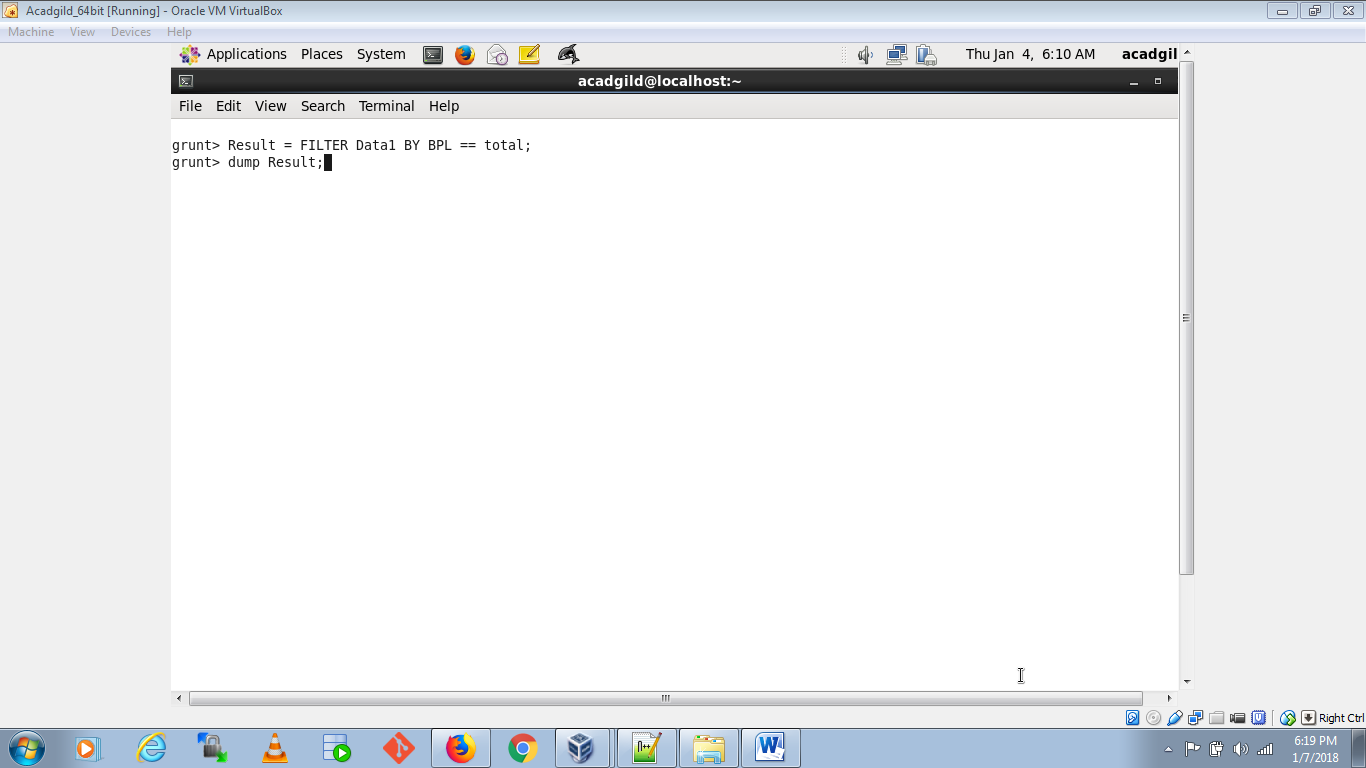 Acadgild_64bit [Running] - Oracle VM VirtualBox
Machine View Devices Help
Applications Places System Thu Jan 4, 6:10 AM acadgil
acadgild@localhost:~
File Edit View Search Terminal Help
grunt> Result = FILTER Data1 BY BPL == total;
grunt> dump Result;
Right Ctrl
6:19 PM
1/7/2018